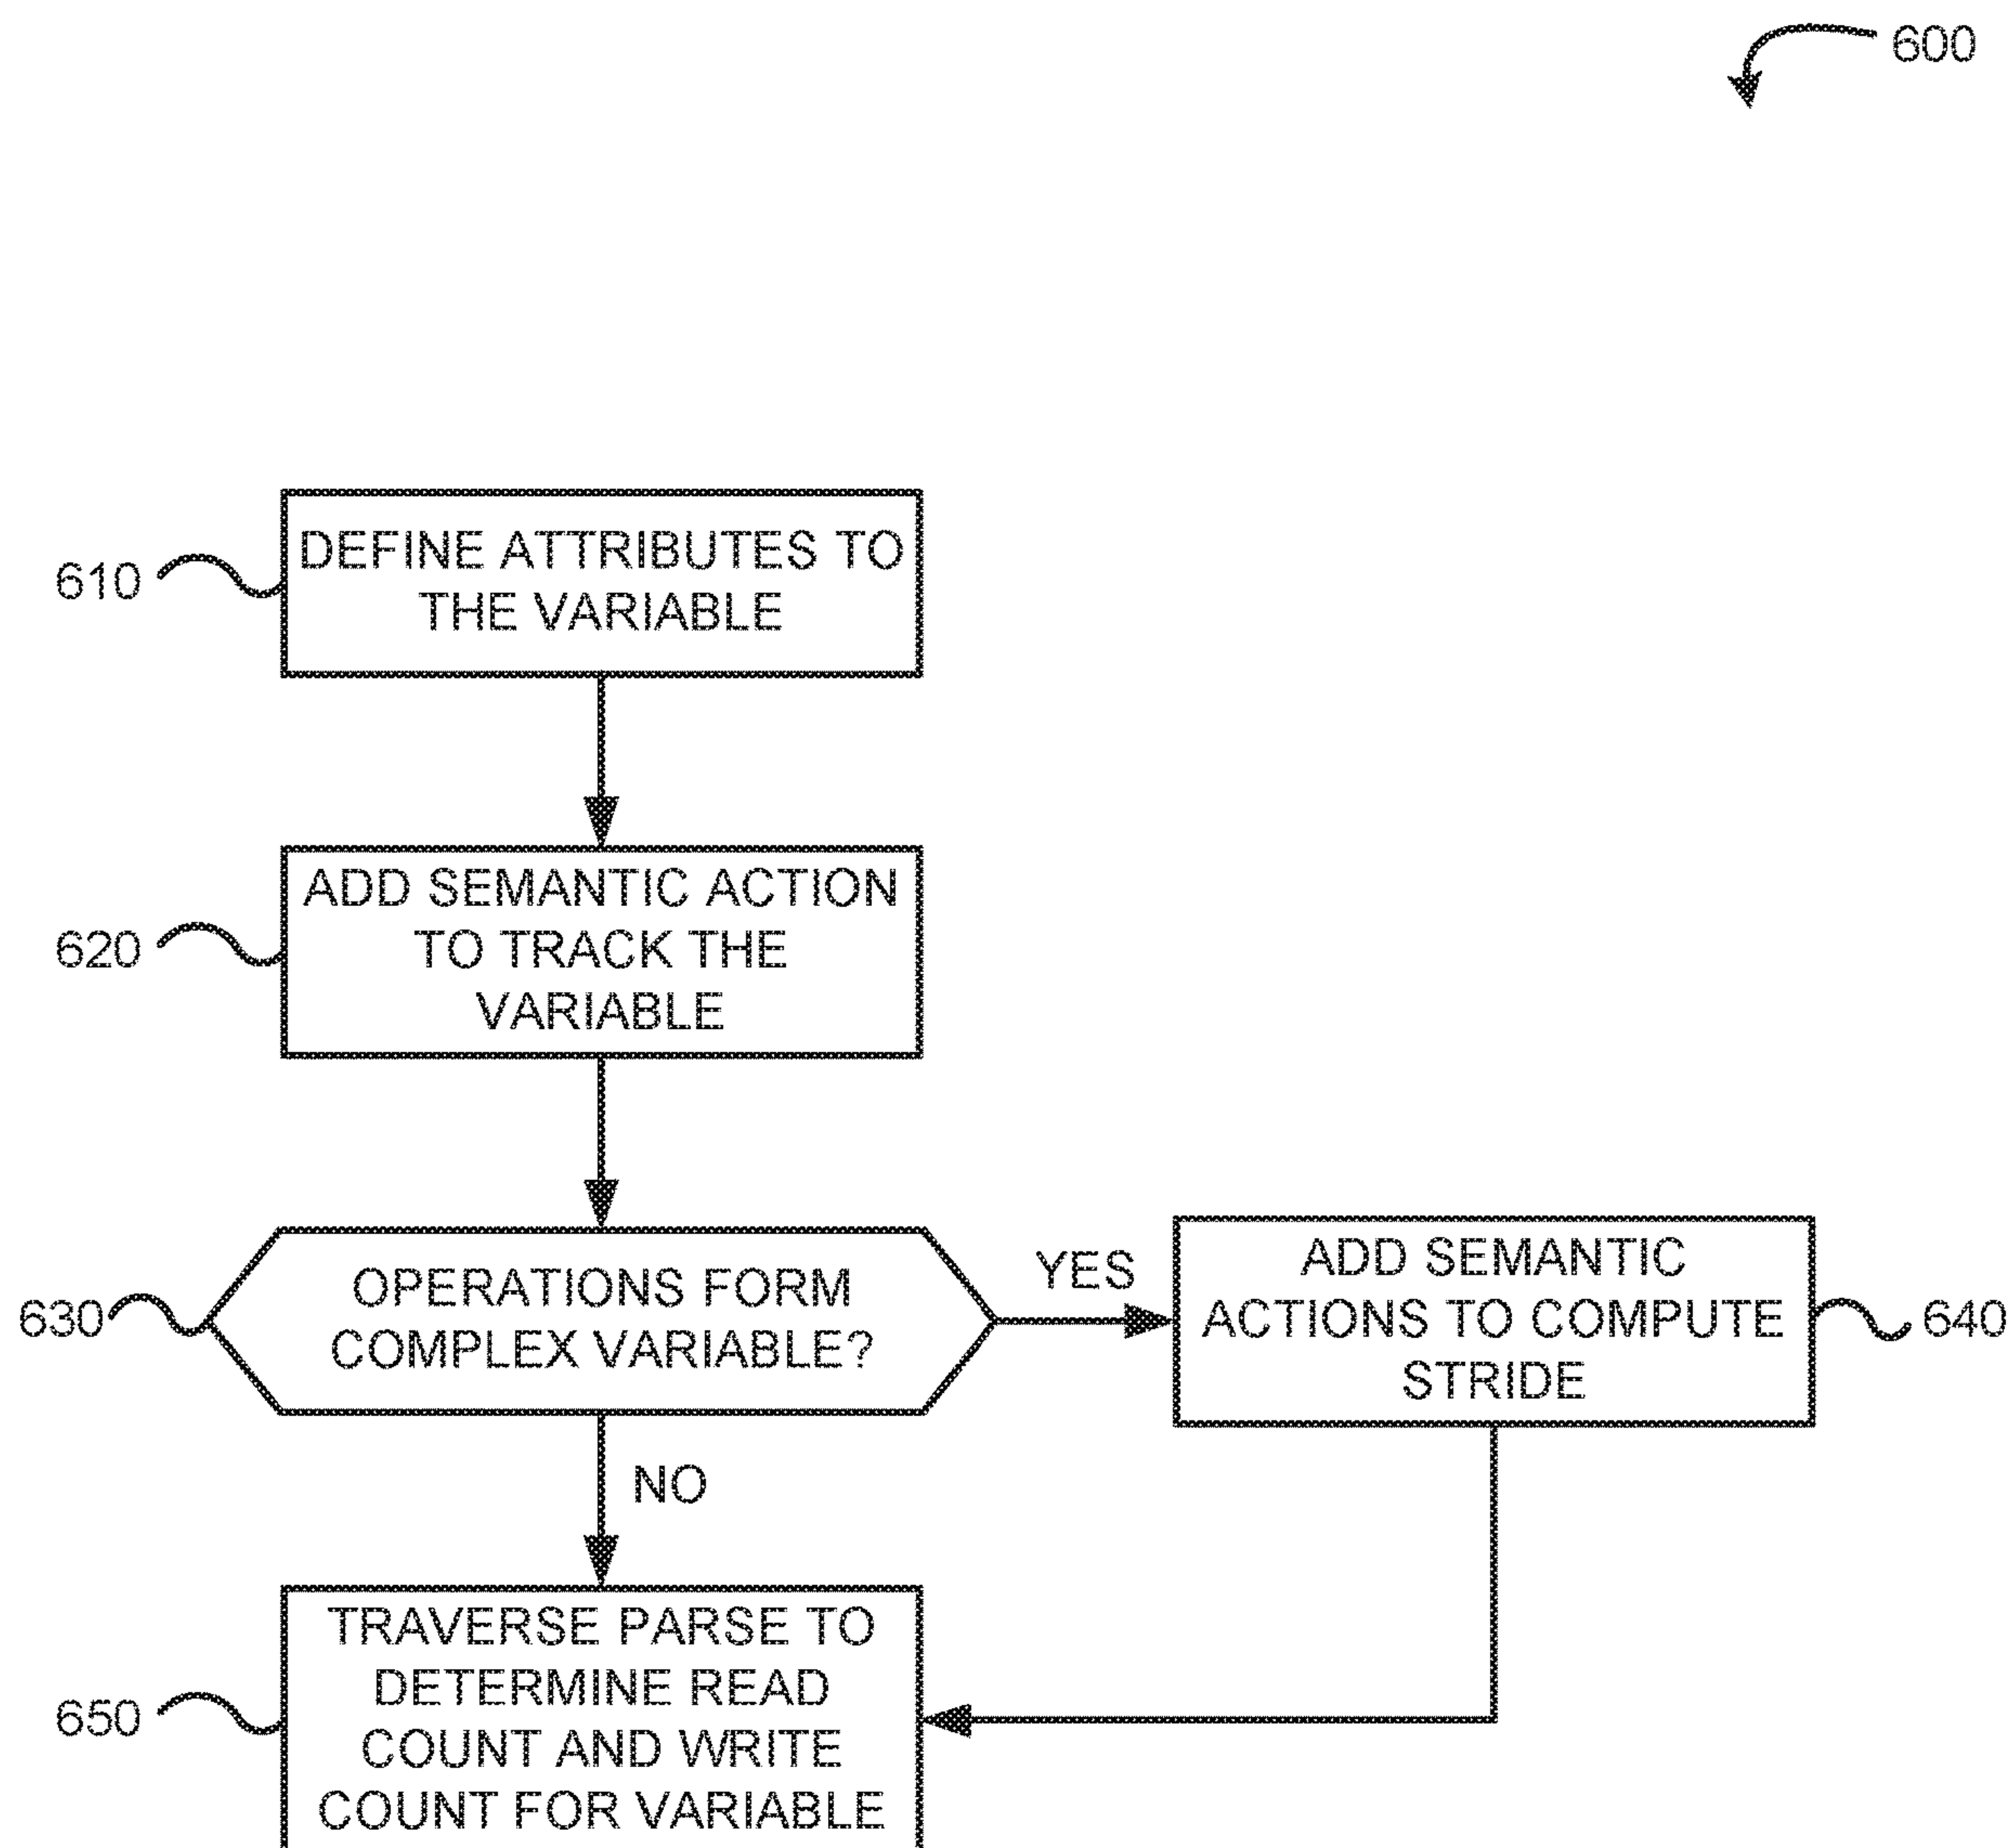 600
610
DEFINE ATTRIBUTES TO
THE VARIABLE
620
ADD SEMANTIC ACTION
TO TRACK THE
VARIABLE
630
OPERATIONS FORM
COMPLEX VARIABLE?
YES
ADD SEMANTIC
ACTIONS TO COMPUTE
STRIDE
640
NO
650
TRAVERSE PARSE TO
DETERMINE READ
COUNT AND WRITE
COUNT FOR VARIABLE